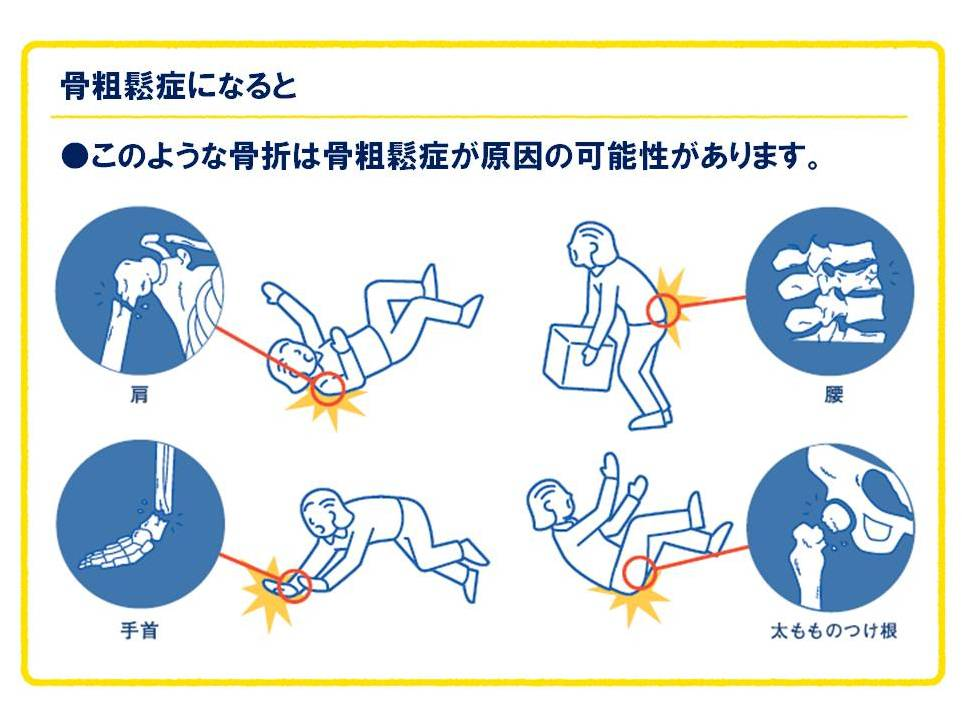 骨粗鬆症になると
●このような骨折は骨粗鬆症が原因の可能性があります。
肩
腰
手首
太もものつけ根